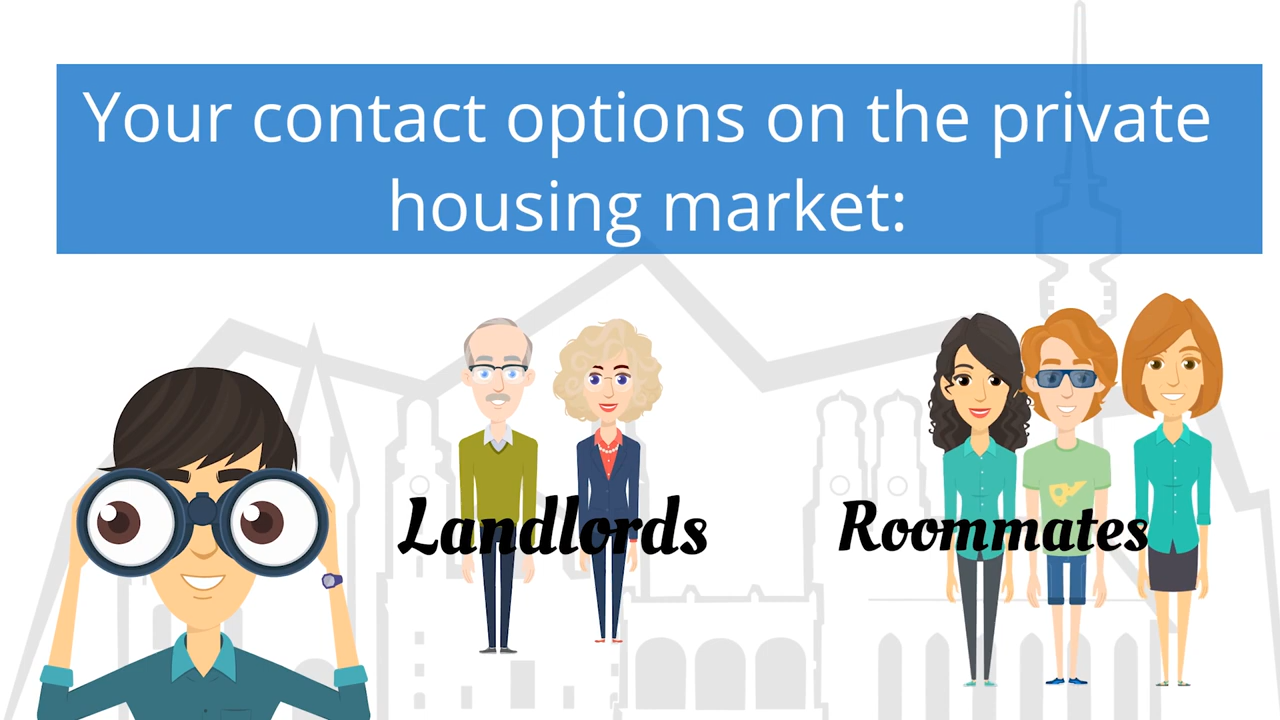 Your contact options on the private
housing market:
Landlords
Roommates